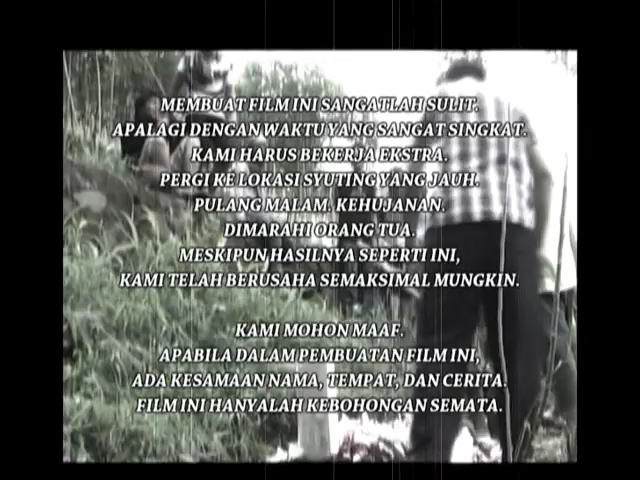 MEMBUAT FILM INI SANGATLAH SULIT.
APALAGI DENGAN WAKTU YANG SANGAT SINGKAT.
KAMI HARUS BEKERJA EKSTRA.
PERGI KE LOKASI SYUTING YANG JAUH.
PULANG MALAM. KEHUJANAN.
DIMARAHI ORANG TUA.
MESKIPUN HASILNYA SEPERTI INI,
KAMI TELAH BERUSAHA SEMAKSIMAL MUNGKIN.
KAMI MOHON MAAF.
APABILA DALAM PEMBUATAN FILM INI,
ADA KESAMAAN NAMA, TEMPAT, DAN CERITA.
FILM INI HANYALAH KEBOHONGAN SEMATA.